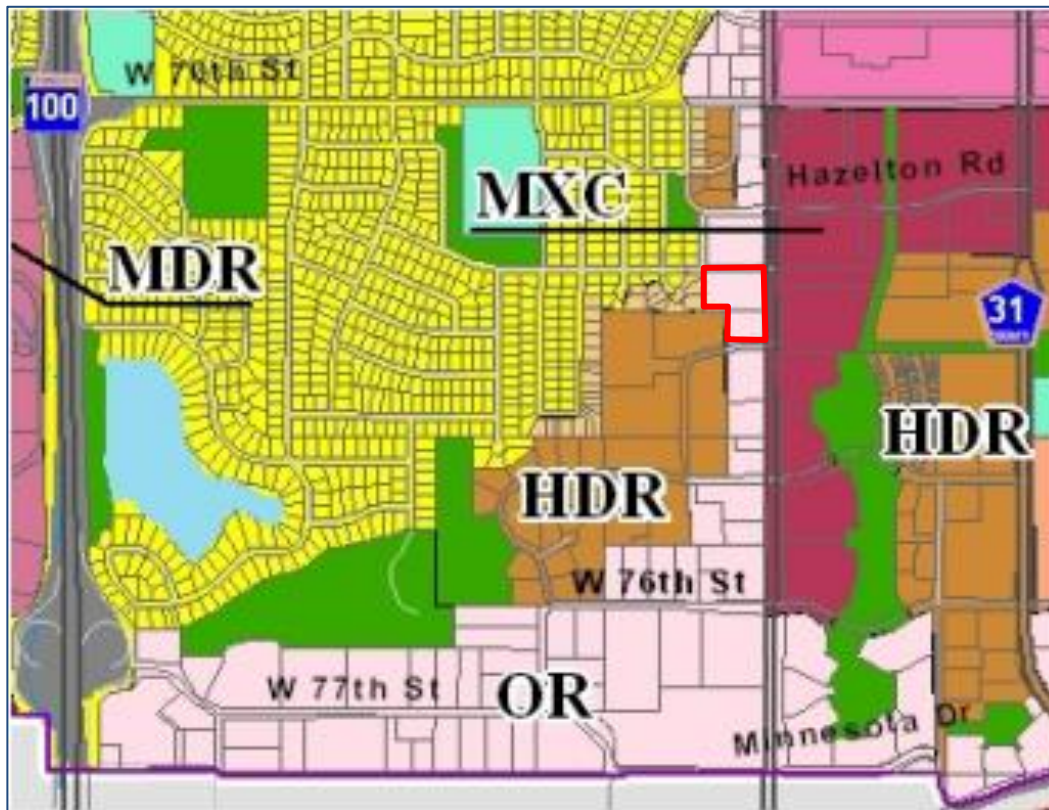 W 70th St
100
Hazelton Rd
MXC
MDR
31
HDR
HDR
W 76th St
W 77th St
OR
Minnesota Dr